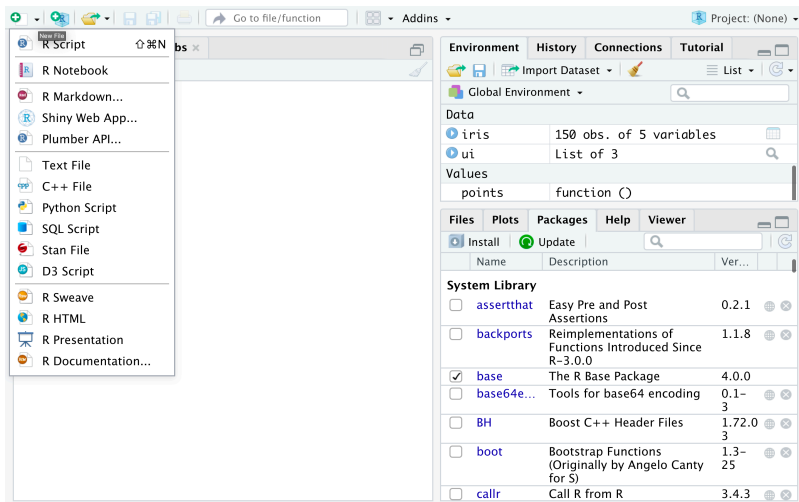 Go to file/function
Addins
Project: (None)
New File
R Script ⇧⌘N
R Notebook
R Markdown...
Shiny Web App...
Plumber API...
Text File
C++ File
Python Script
SQL Script
Stan File
D3 Script
R Sweave
R HTML
R Presentation
R Documentation...
bs
Environment History Connections Tutorial
Import Dataset List
Global Environment
Data
iris 150 obs. of 5 variables
ui List of 3
Values
points function ()
Files Plots Packages Help Viewer
Install Update
Name Description Ver...
System Library
assertthat Easy Pre and Post 0.2.1
Assertions
backports Reimplementations of 1.1.8
Functions Introduced Since
R-3.0.0
base The R Base Package 4.0.0
base64e... Tools for base64 encoding 0.1-
3
BH Boost C++ Header Files 1.72.0
3
boot Bootstrap Functions 1.3-
(Originally by Angelo Canty 25
for S)
callr Call R from R 3.4.3